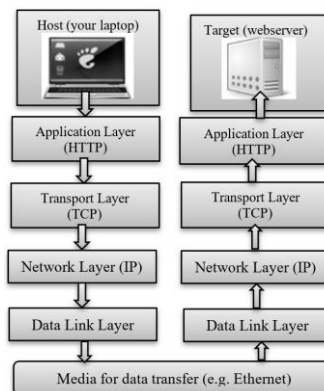 Host (your laptop)
Application Layer
(HTTP)
Transport Layer
(TCP)
Network Layer (IP)
Data Link Layer
Target (webserver)
Application Layer
(HTTP)
Transport Layer
(TCP)
Network Layer (IP)
Data Link Layer
Media for data transfer (e.g. Ethernet)